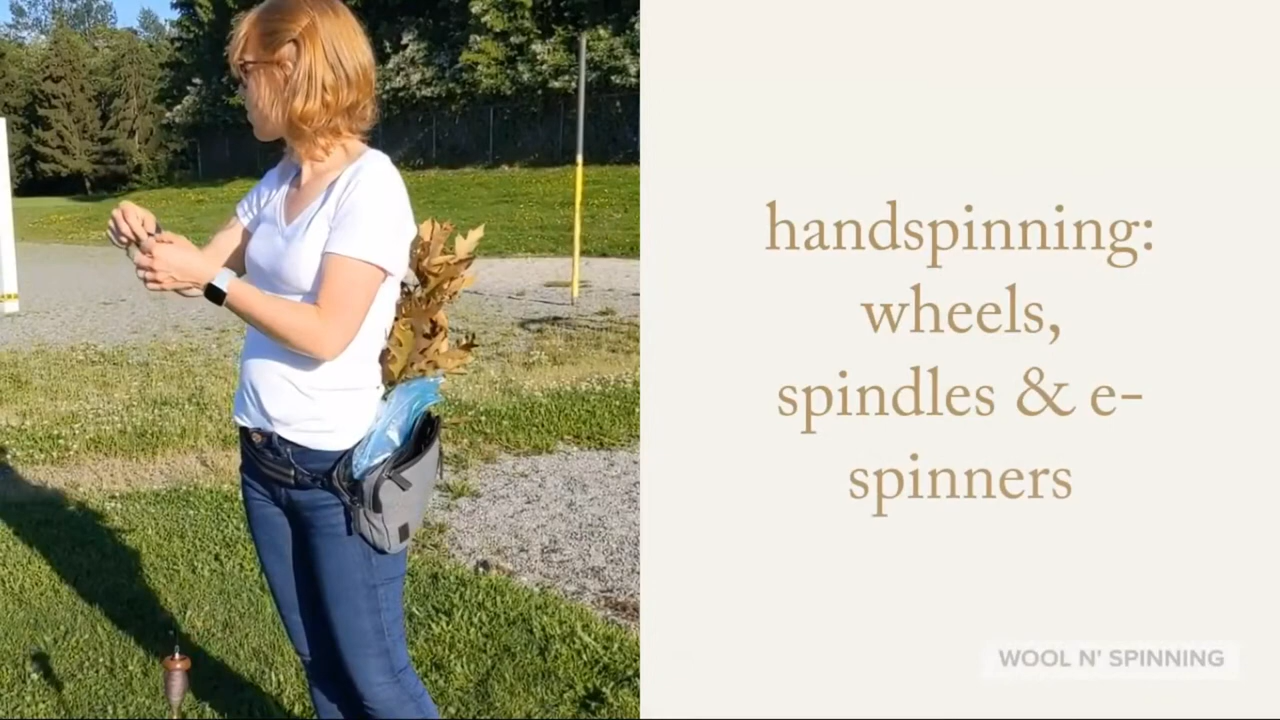 handspinning:
wheels,
spindles & e-
spinners
WOOL N' SPINNING